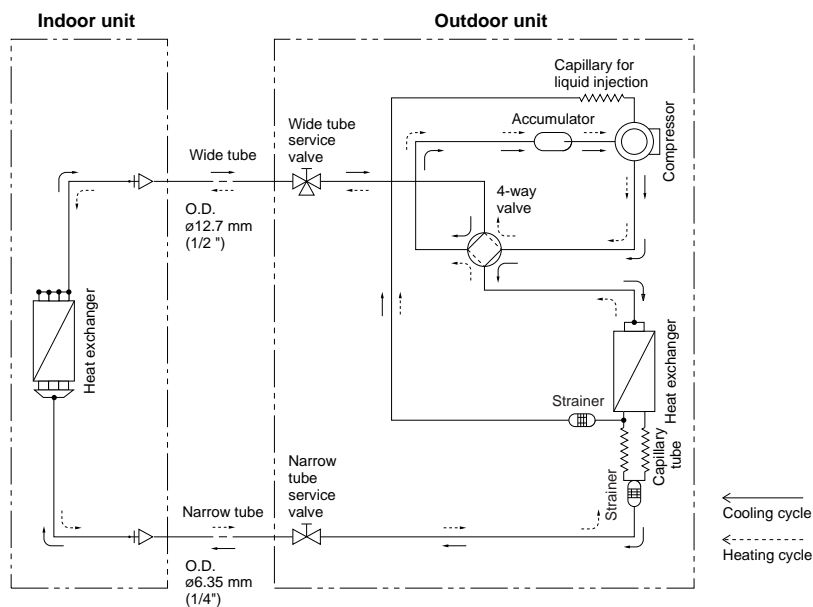 Indoor unit
Outdoor unit
Capillary for
liquid injection
Accumulator
Compressor
Wide tube
Wide tube
service
valve
O.D.
ø12.7 mm
(1/2 ")
4-way
valve
Heat exchanger
Heat exchanger
Strainer
Capillary
tube
Strainer
Narrow tube
Narrow
tube
service
valve
O.D.
ø6.35 mm
(1/4")
Cooling cycle
Heating cycle